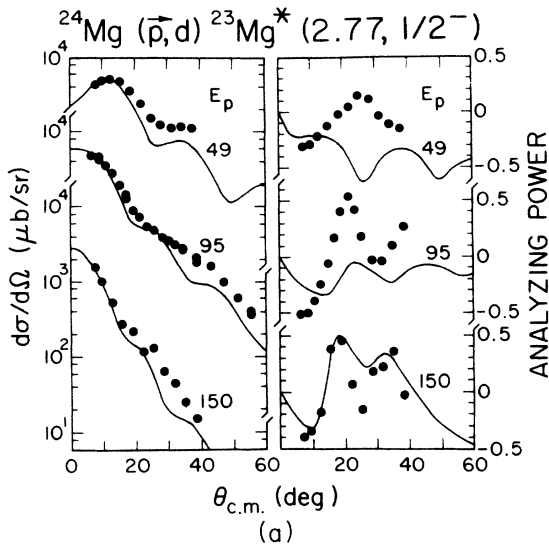 ²⁴Mg (p⃗,d) ²³Mg* (2.77, 1/2⁻)
10⁴
10⁴
10⁴
10³
10²
10¹
dσ/dΩ (μb/sr)
Eₚ
49
95
150
0 20 40 60
Eₚ
49
95
150
0.5
0
-0.5
0.5
0
-0.5
0.5
0
-0.5
ANALYZING POWER
0 20 40 60
θc.m. (deg)
(a)